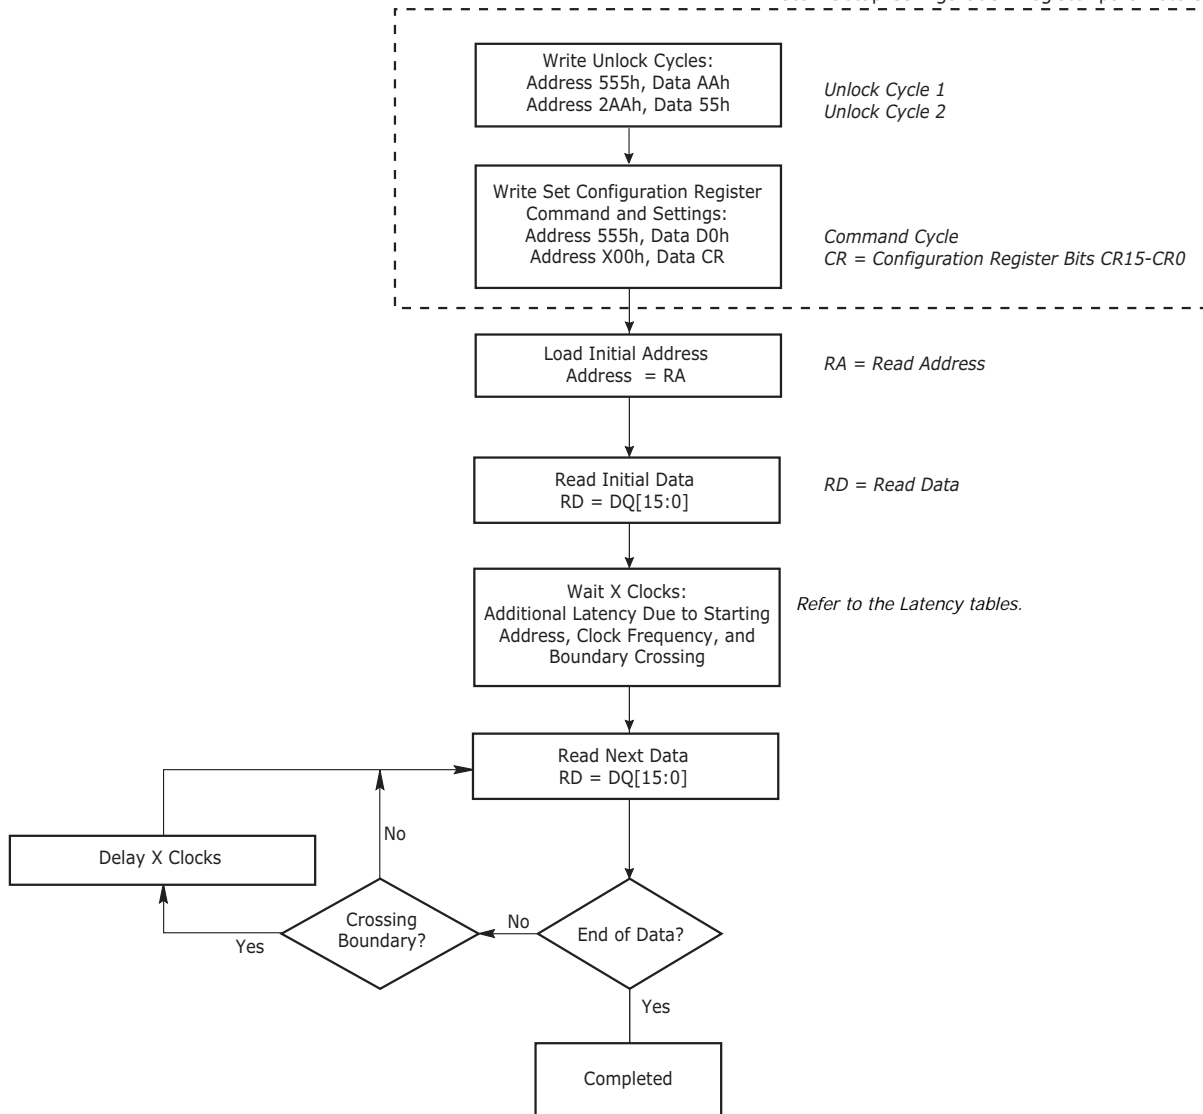 Write Unlock Cycles:
Address 555h, Data AAh
Address 2AAh, Data 55h
Unlock Cycle 1
Unlock Cycle 2
Write Set Configuration Register
Command and Settings:
Address 555h, Data D0h
Address X00h, Data CR
Command Cycle
CR = Configuration Register Bits CR15-CR0
Load Initial Address
Address = RA
RA = Read Address
Read Initial Data
RD = DQ[15:0]
RD = Read Data
Wait X Clocks:
Additional Latency Due to Starting
Address, Clock Frequency, and
Boundary Crossing
Refer to the Latency tables.
Read Next Data
RD = DQ[15:0]
No
Delay X Clocks
Crossing
Boundary?
Yes
No
End of Data?
Yes
Completed